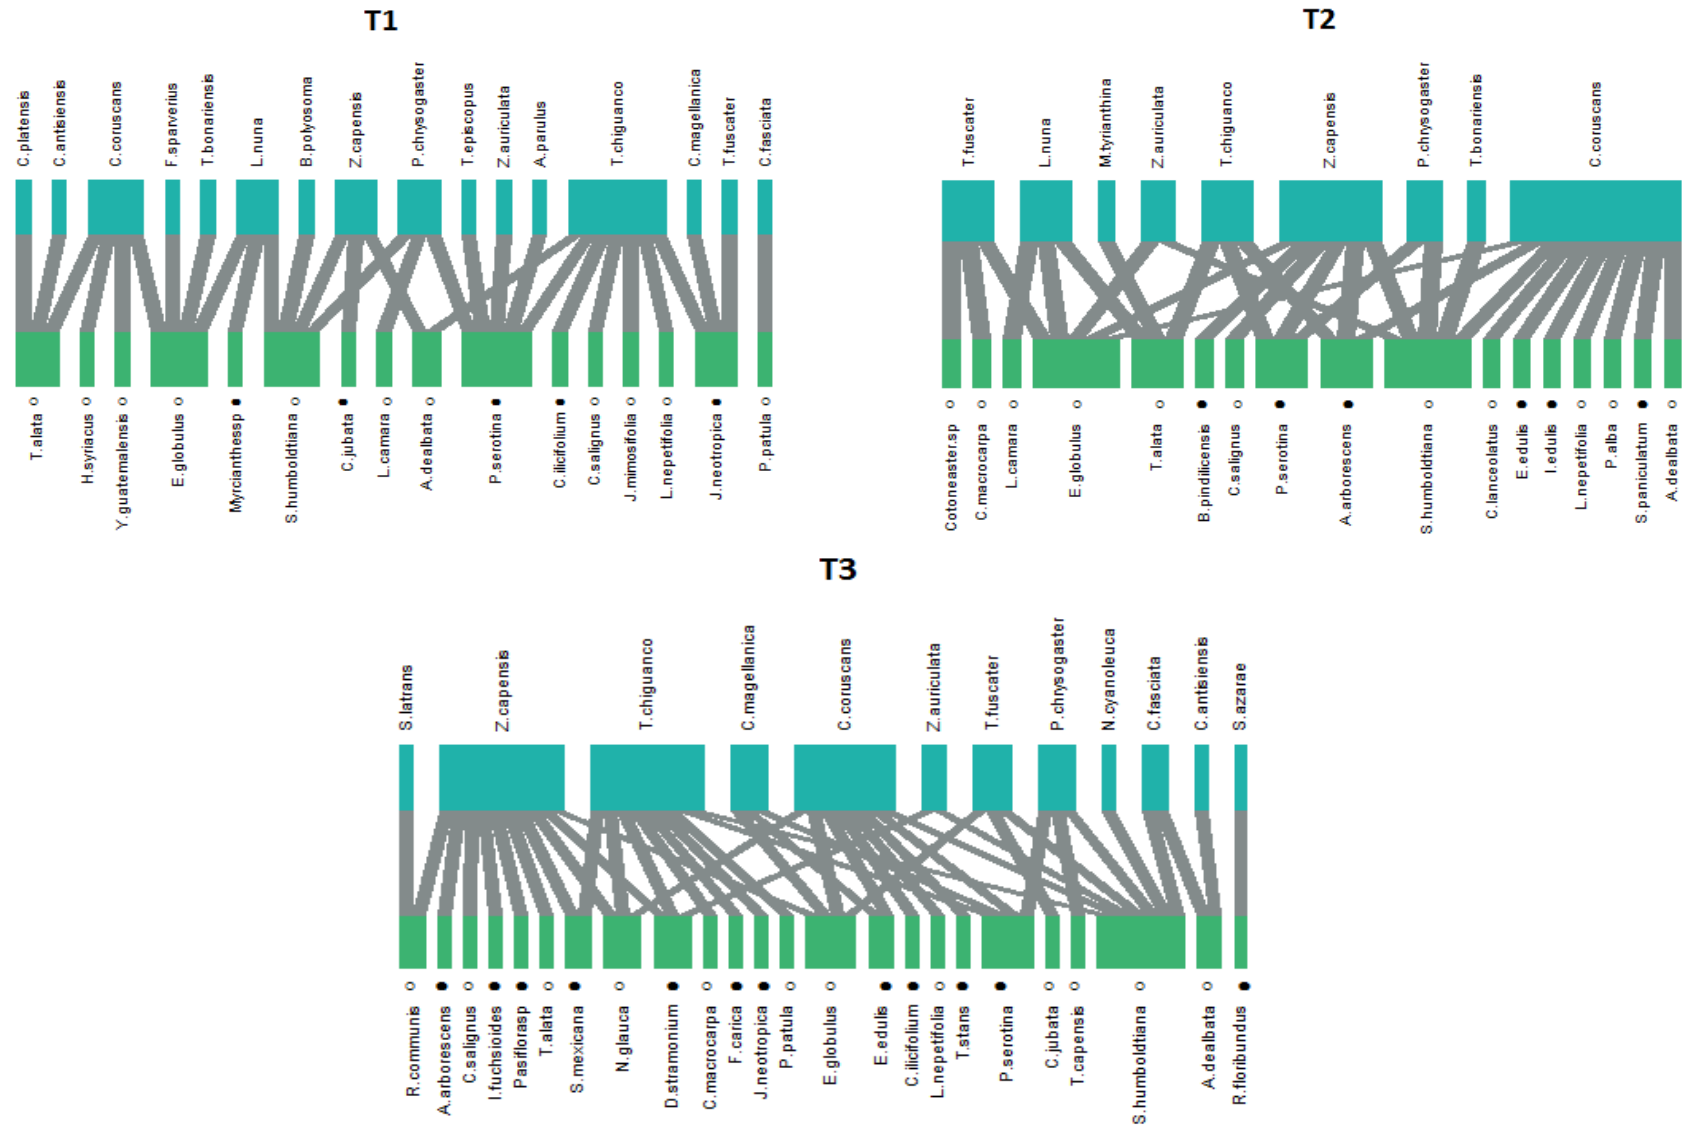 T1
C.platensis
C.antisiensis
C.coruscans
F.sparverius
T.bonariensis
L.nuna
B.polyosoma
Z.capensis
P.chrysogaster
T.episcopus
Z.auriculata
A.parulus
T.chiguanco
C.magellanica
T.fuscater
C.fasciata
T.alata
H.syriacus
Y.guatemalensis
E.globulus
Myrcianthessp
S.humboldtiana
C.jubata
L.camara
A.dealbata
P.serotina
C.ilicifolium
C.salignus
J.mimosifolia
L.nepetifolia
J.neotropica
P.patula
T2
T.fuscater
L.nuna
M.tyrianthina
Z.auriculata
T.chiguanco
Z.capensis
P.chrysogaster
T.bonariensis
C.coruscans
Cotoneaster.sp
C.macrocarpa
L.camara
E.globulus
T.alata
B.pindilicensis
C.salignus
P.serotina
A.arborescens
S.humboldtiana
C.lanceolatus
E.edulis
I.edulis
L.nepetifolia
P.alba
S.paniculatum
A.dealbata
T3
S.latrans
Z.capensis
T.chiguanco
C.magellanica
C.coruscans
Z.auriculata
T.fuscater
P.chrysogaster
N.cyanoleuca
C.fasciata
C.antisiensis
S.azarae
R.communis
A.arborescens
C.salignus
I.fuchsioides
Pasiflorasp
T.alata
S.mexicana
N.glauca
D.stramonium
C.macrocarpa
F.carica
J.neotropica
P.patula
E.globulus
E.edulis
C.ilicifolium
L.nepetifolia
T.stans
P.serotina
C.jubata
T.capensis
S.humboldtiana
A.dealbata
R.floribundus